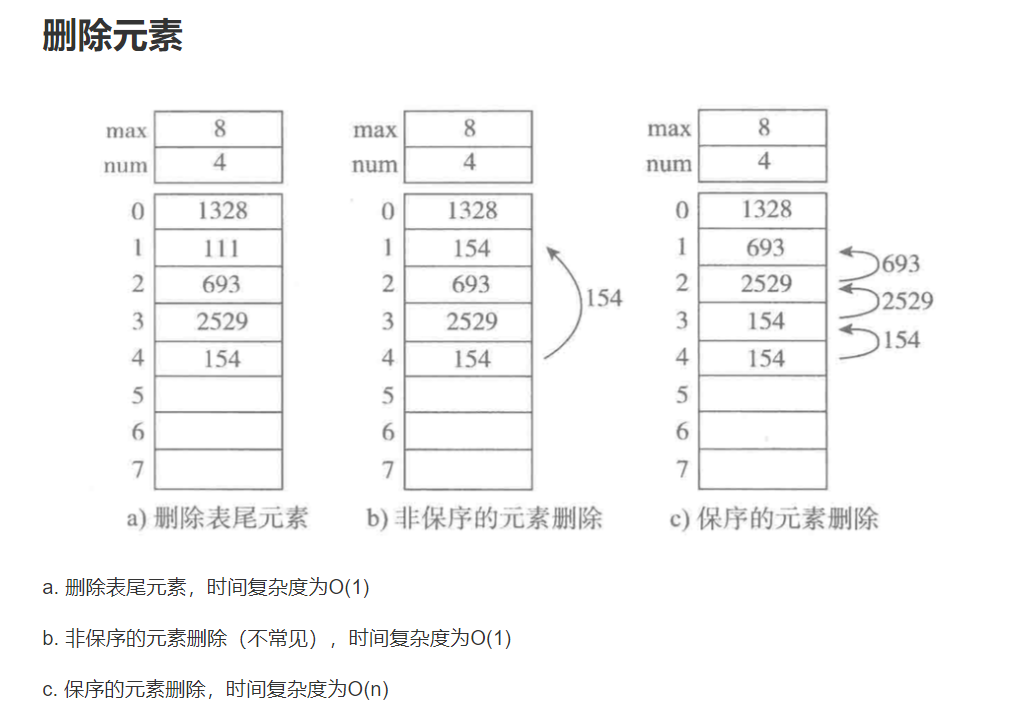 删除元素
max 8 max 8 max 8
num 4 num 4 num 4
0 1328 0 1328 0 1328
1 111 1 154 1 693 693
2 693 2 693 2 2529 2529
3 2529 3 2529 154 3 154 154
4 154 4 154 4 154
5 5 5
6 6 6
7 7 7
a) 删除表尾元素 b) 非保序的元素删除 c) 保序的元素删除
a. 删除表尾元素，时间复杂度为O(1)
b. 非保序的元素删除（不常见），时间复杂度为O(1)
c. 保序的元素删除，时间复杂度为O(n)